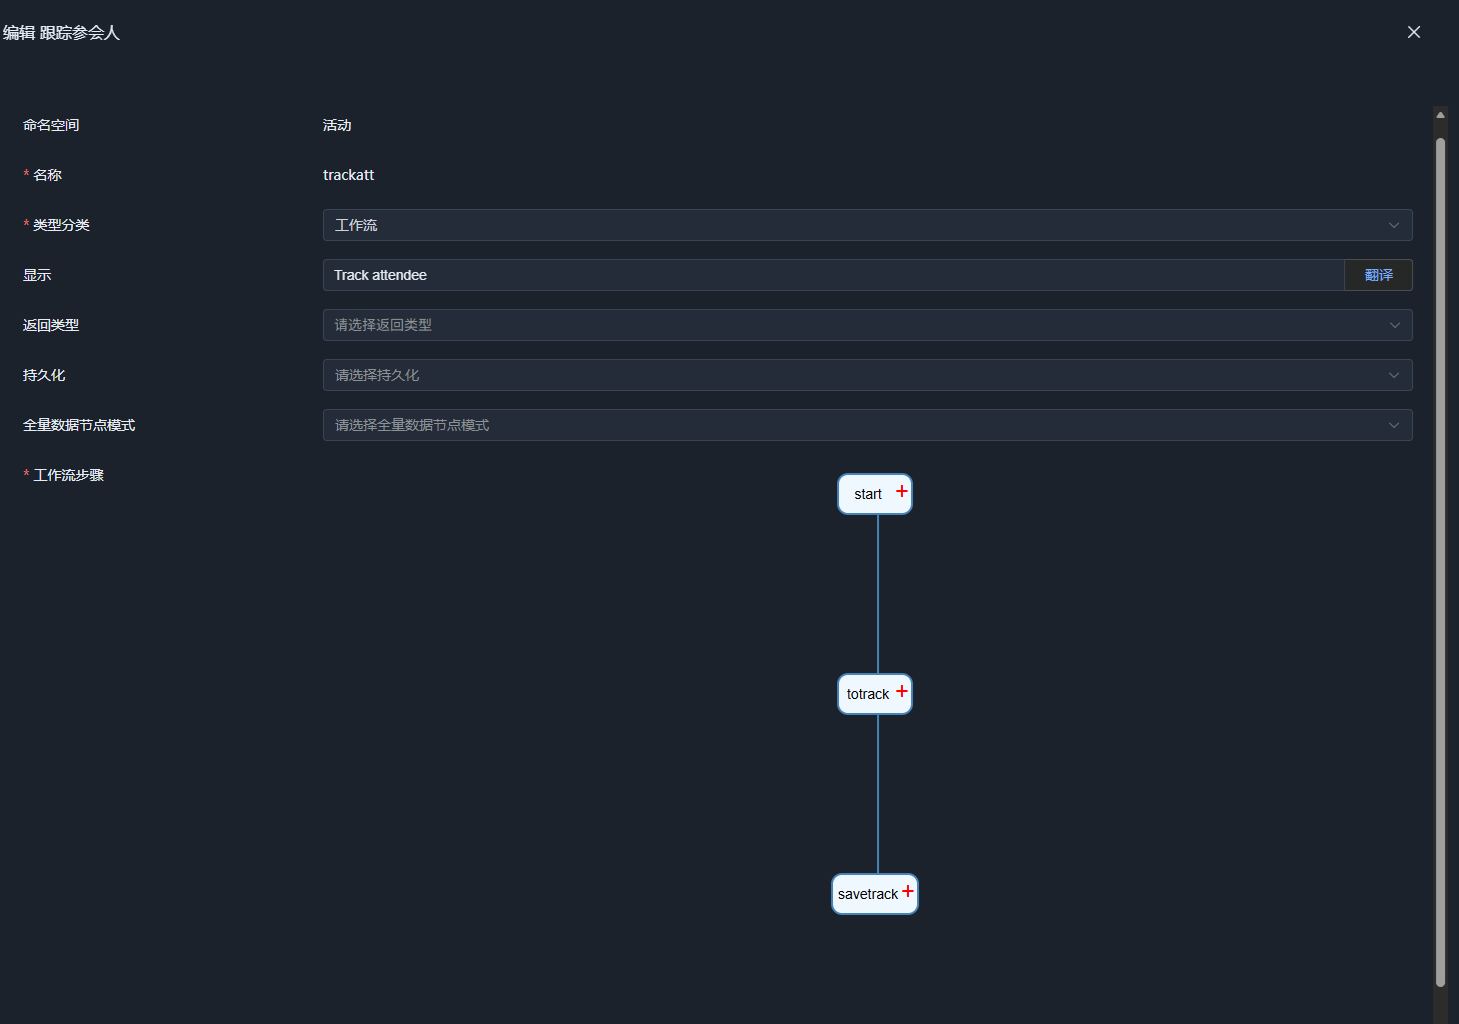 编辑 跟踪参会人
命名空间 活动
* 名称 trackatt
* 类型分类 工作流
显示 Track attendee 翻译
返回类型 请选择返回类型
持久化 请选择持久化
全量数据节点模式 请选择全量数据节点模式
* 工作流步骤
start +
totrack +
savetrack +